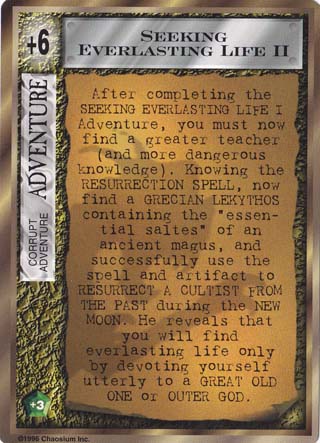 +6
SEEKING
EVERLASTING LIFE II
CORRUPT
ADVENTURE
ADVENTURE
After completing the
SEEKING EVERLASTING LIFE I
Adventure, you must now
find a greater teacher
(and more dangerous
knowledge). Knowing the
RESURRECTION SPELL, now
find a GRECIAN LEKYTHOS
containing the "essen-
tial saltes" of an
ancient magus, and
successfully use the
spell and artifact to
RESURRECT A CULTIST FROM
THE PAST during the NEW
MOON. He reveals that
you will find
everlasting life only
by devoting yourself
utterly to a GREAT OLD
ONE or OUTER GOD.
+3
©1996 Chaosium Inc.